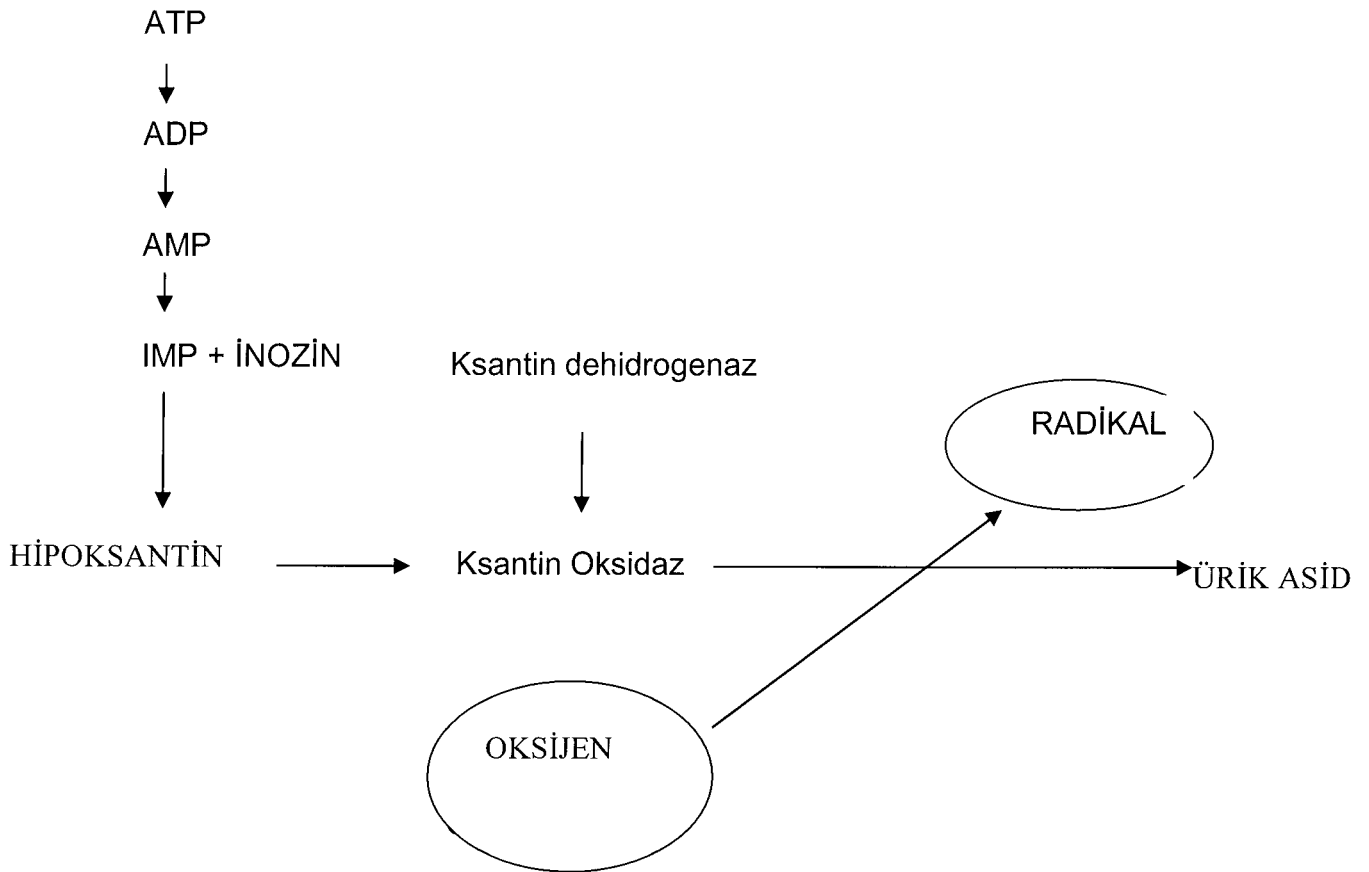 ATP
ADP
AMP
IMP + İNOZİN
Ksantin dehidrogenaz
RADİKAL
HİPOKSANTİN
Ksantin Oksidaz
ÜRİK ASİD
OKSİJEN